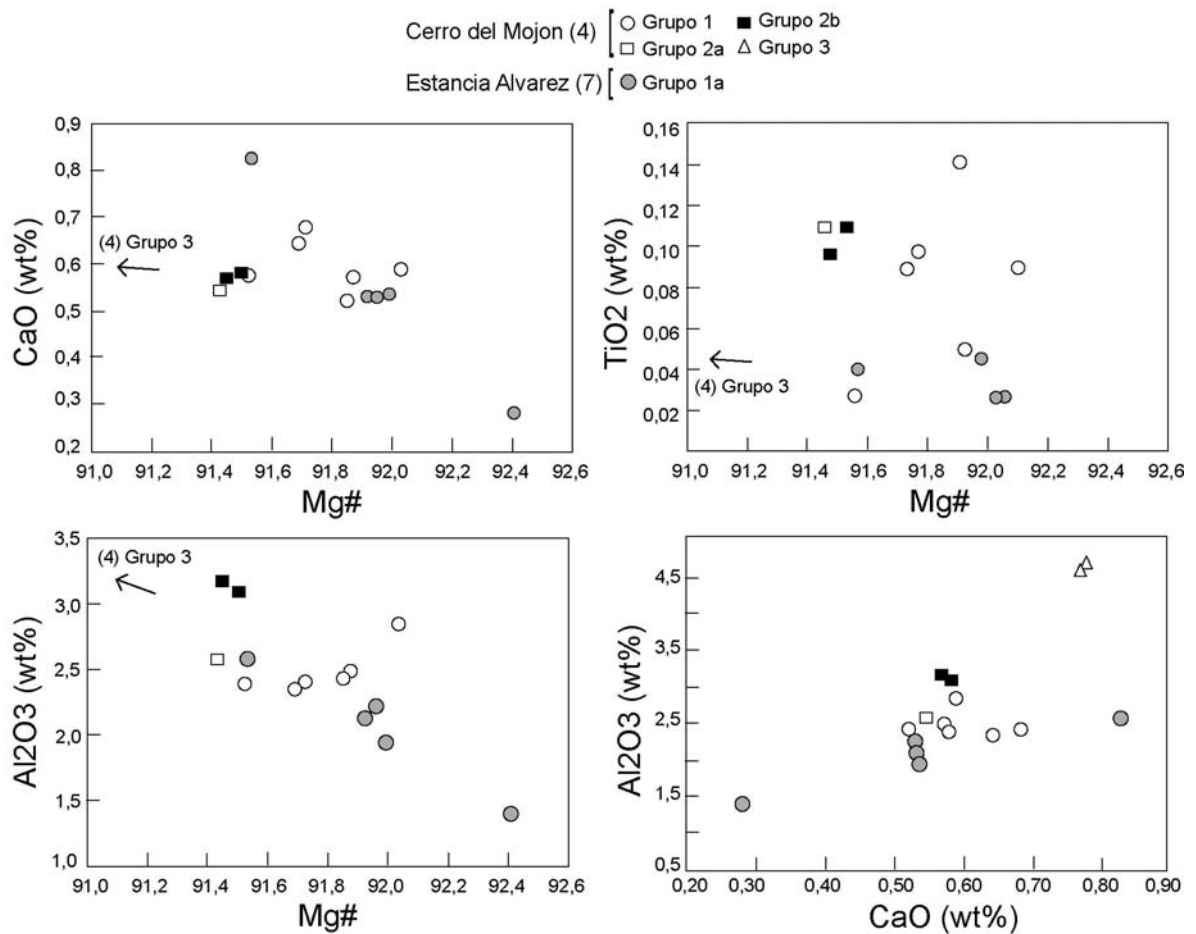 Cerro del Mojon (4) Grupo 1 Grupo 2b
Grupo 2a Grupo 3
Estancia Alvarez (7) Grupo 1a
CaO (wt%)
0,9
0,8
0,7
0,6
0,5
0,4
0,3
0,2
(4) Grupo 3
91,0 91,2 91,4 91,6 91,8 92,0 92,2 92,4 92,6
Mg#
TiO2 (wt%)
0,16
0,14
0,12
0,10
0,08
0,06
0,04
0,02
(4) Grupo 3
91,0 91,2 91,4 91,6 91,8 92,0 92,2 92,4 92,6
Mg#
Al2O3 (wt%)
3,5
3,0
2,5
2,0
1,5
1,0
(4) Grupo 3
91,0 91,2 91,4 91,6 91,8 92,0 92,2 92,4 92,6
Mg#
Al2O3 (wt%)
4,5
3,5
2,5
1,5
0,5
0,20 0,30 0,40 0,50 0,60 0,70 0,80 0,90
CaO (wt%)